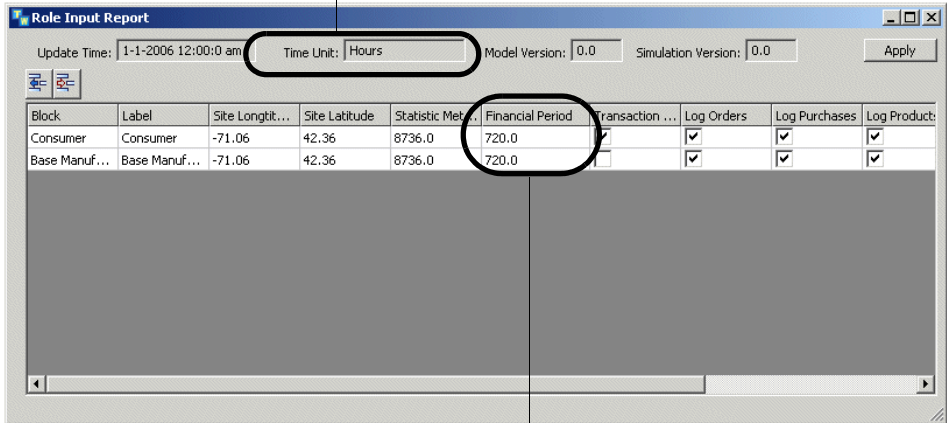 Role Input Report
Update Time: 1-1-2006 12:00:0 am Time Unit: Hours Model Version: 0.0 Simulation Version: 0.0 Apply
Block Label Site Longtit... Site Latitude Statistic Met... Financial Period Transaction ... Log Orders Log Purchases Log Products
Consumer Consumer -71.06 42.36 8736.0 720.0
Base Manuf... Base Manuf... -71.06 42.36 8736.0 720.0